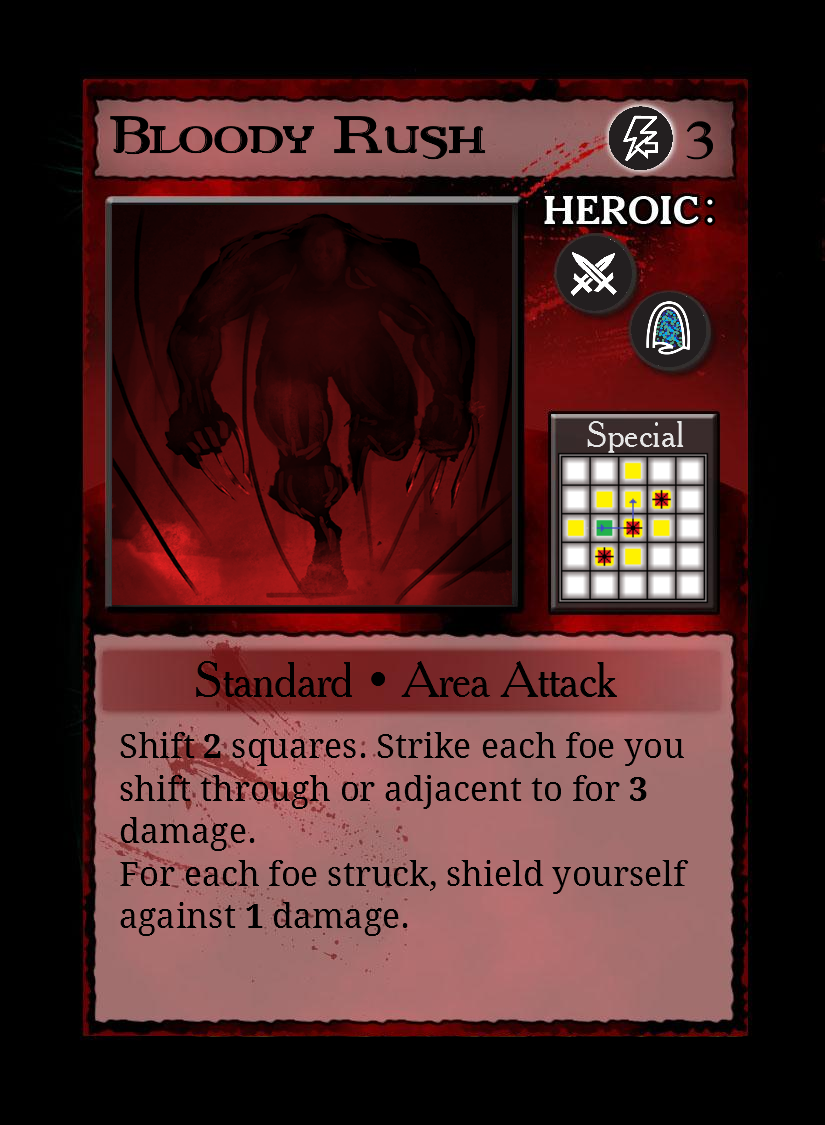 Bloody Rush 3
HEROIC:
Special
Standard • Area Attack
Shift 2 squares. Strike each foe you
shift through or adjacent to for 3
damage.
For each foe struck, shield yourself
against 1 damage.